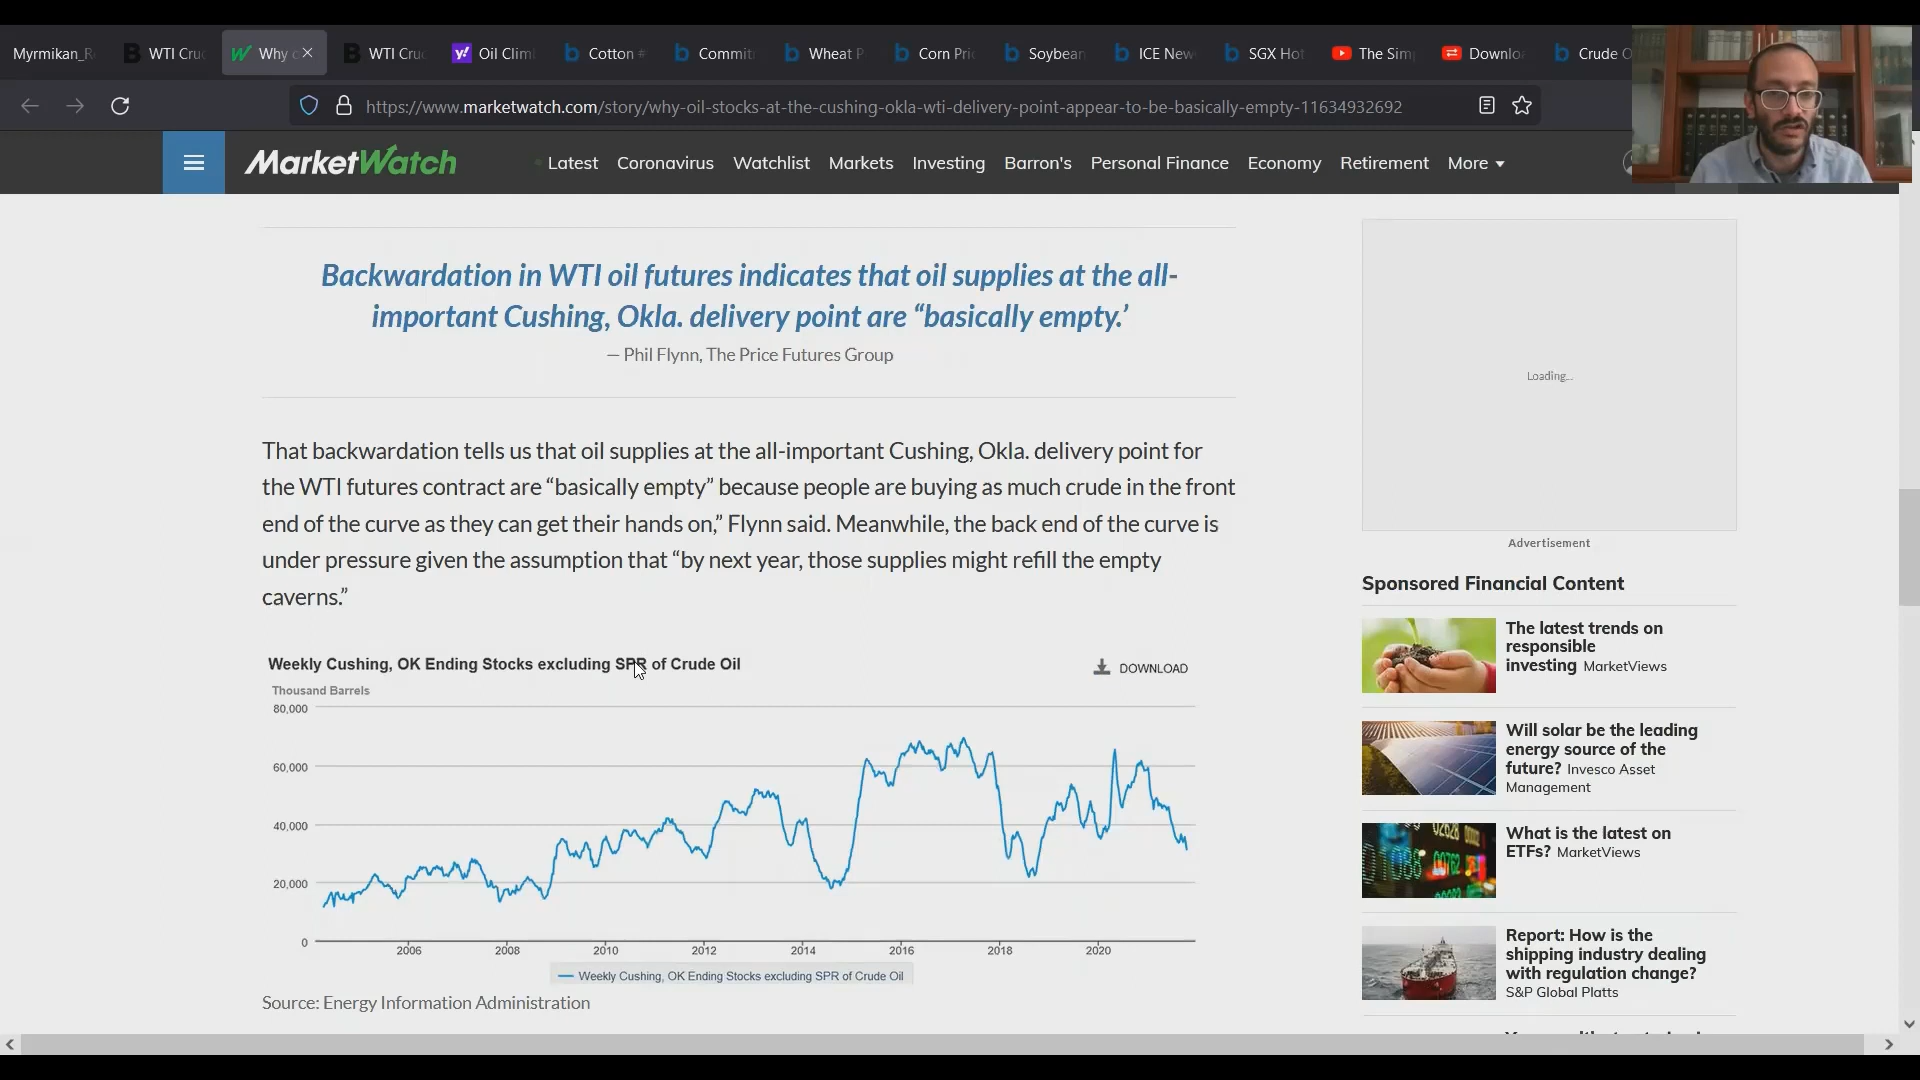 Myrmikan_R
WTI Cru
Why
WTI Cru
Oil Clim
Cotton #
Commit
Wheat P
Corn Pri
Soybean
ICE New
SGX Hot
The Sim
Downlo
Crude O
https://www.marketwatch.com/story/why-oil-stocks-at-the-cushing-okla-wti-delivery-point-appear-to-be-basically-empty-11634932692
MarketWatch
Latest Coronavirus Watchlist Markets Investing Barron's Personal Finance Economy Retirement More
Backwardation in WTI oil futures indicates that oil supplies at the all-
important Cushing, Okla. delivery point are “basically empty.’
— Phil Flynn, The Price Futures Group
That backwardation tells us that oil supplies at the all-important Cushing, Okla. delivery point for
the WTI futures contract are “basically empty” because people are buying as much crude in the front
end of the curve as they can get their hands on,” Flynn said. Meanwhile, the back end of the curve is
under pressure given the assumption that “by next year, those supplies might refill the empty
caverns.”
Weekly Cushing, OK Ending Stocks excluding SPR of Crude Oil
DOWNLOAD
Thousand Barrels
80,000
60,000
40,000
20,000
0
2006 2008 2010 2012 2014 2016 2018 2020
Weekly Cushing, OK Ending Stocks excluding SPR of Crude Oil
Source: Energy Information Administration
Loading...
Advertisement
Sponsored Financial Content
The latest trends on
responsible
investing MarketViews
Will solar be the leading
energy source of the
future? Invesco Asset
Management
What is the latest on
ETFs? MarketViews
Report: How is the
shipping industry dealing
with regulation change?
S&P Global Platts